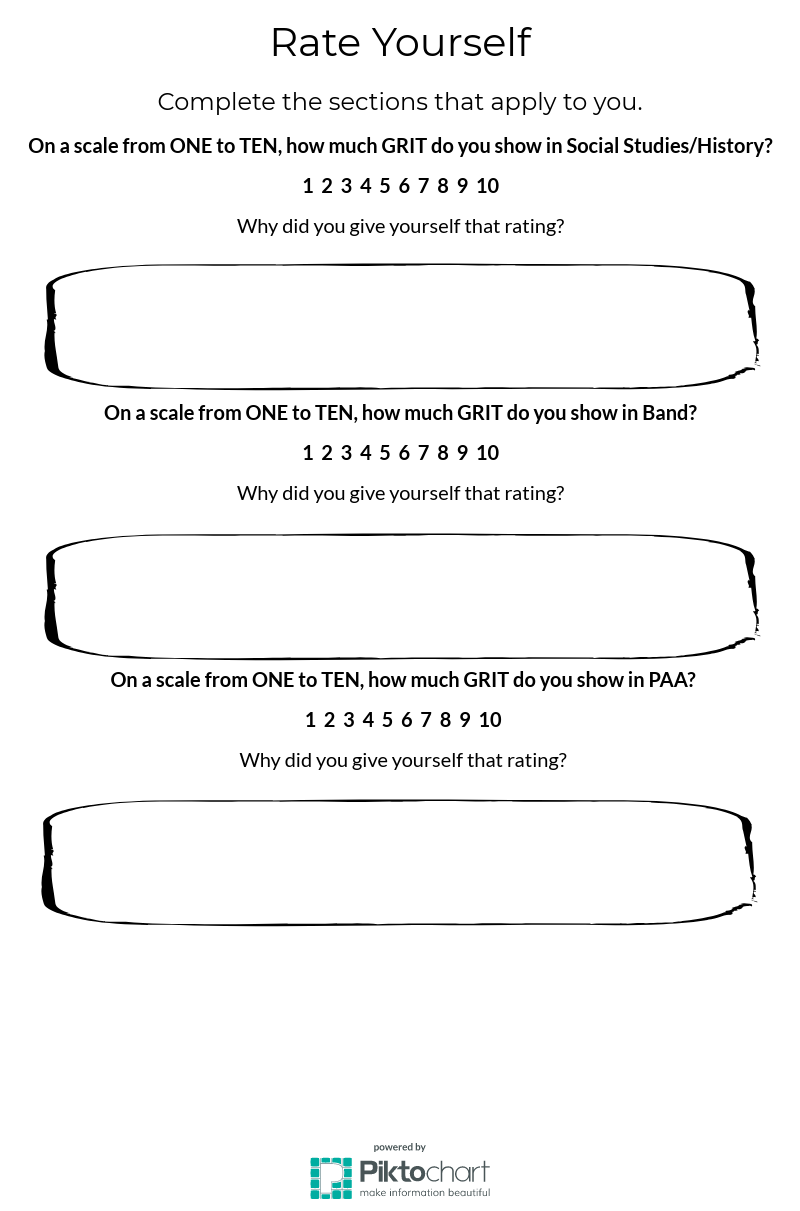 Rate Yourself
Complete the sections that apply to you.
On a scale from ONE to TEN, how much GRIT do you show in Social Studies/History?
1 2 3 4 5 6 7 8 9 10
Why did you give yourself that rating?
On a scale from ONE to TEN, how much GRIT do you show in Band?
1 2 3 4 5 6 7 8 9 10
Why did you give yourself that rating?
On a scale from ONE to TEN, how much GRIT do you show in PAA?
1 2 3 4 5 6 7 8 9 10
Why did you give yourself that rating?
powered by
Piktochart
make information beautiful